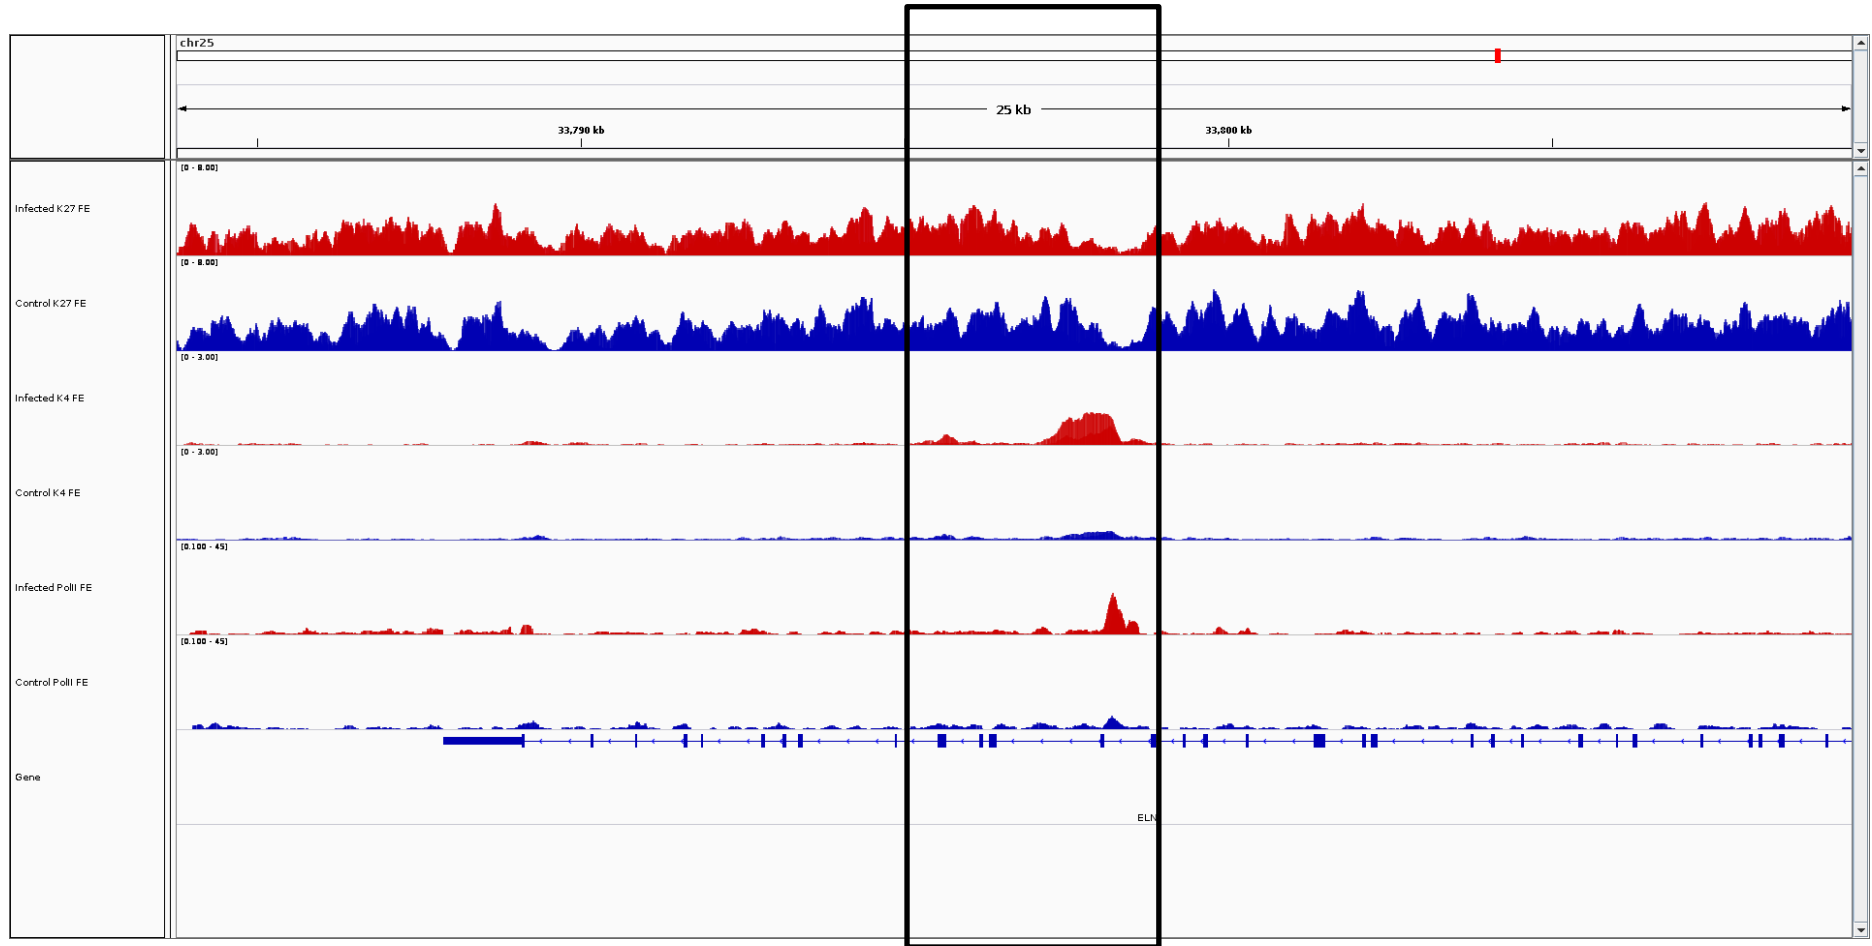 chr25
25 kb
33,790 kb 33,800 kb
[0 - 8.00]
Infected K27 FE
[0 - 8.00]
Control K27 FE
[0 - 3.00]
Infected K4 FE
[0 - 3.00]
Control K4 FE
[0.100 - 45]
Infected PolII FE
[0.100 - 45]
Control PolII FE
Gene
ELN